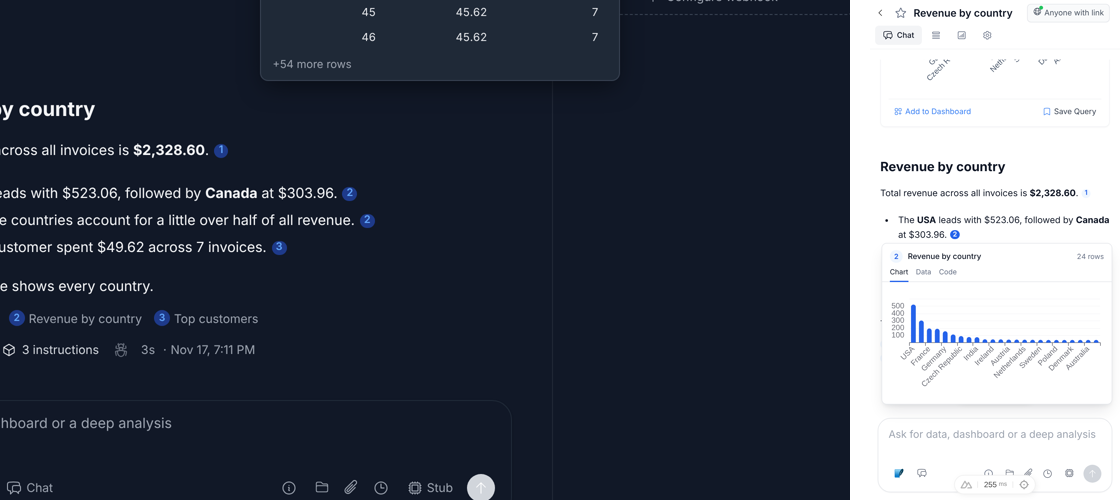 45 45.62 7
46 45.62 7
+54 more rows
by country
across all invoices is $2,328.60. 1
leads with $523.06, followed by Canada at $303.96. 2
countries account for a little over half of all revenue. 2
customer spent $49.62 across 7 invoices. 3
shows every country.
2 Revenue by country 3 Top customers
3 instructions 3s · Nov 17, 7:11 PM
dashboard or a deep analysis
Chat Stub
Revenue by country Anyone with link
Chat
Czech R
Add to Dashboard Save Query
Revenue by country
Total revenue across all invoices is $2,328.60. 1
• The USA leads with $523.06, followed by Canada
at $303.96. 2
2 Revenue by country 24 rows
Chart Data Code
500
400
300
200
100
USA France Germany Czech Republic India Ireland Austria Netherlands Sweden Poland Denmark Australia
Ask for data, dashboard or a deep analysis
255 ms